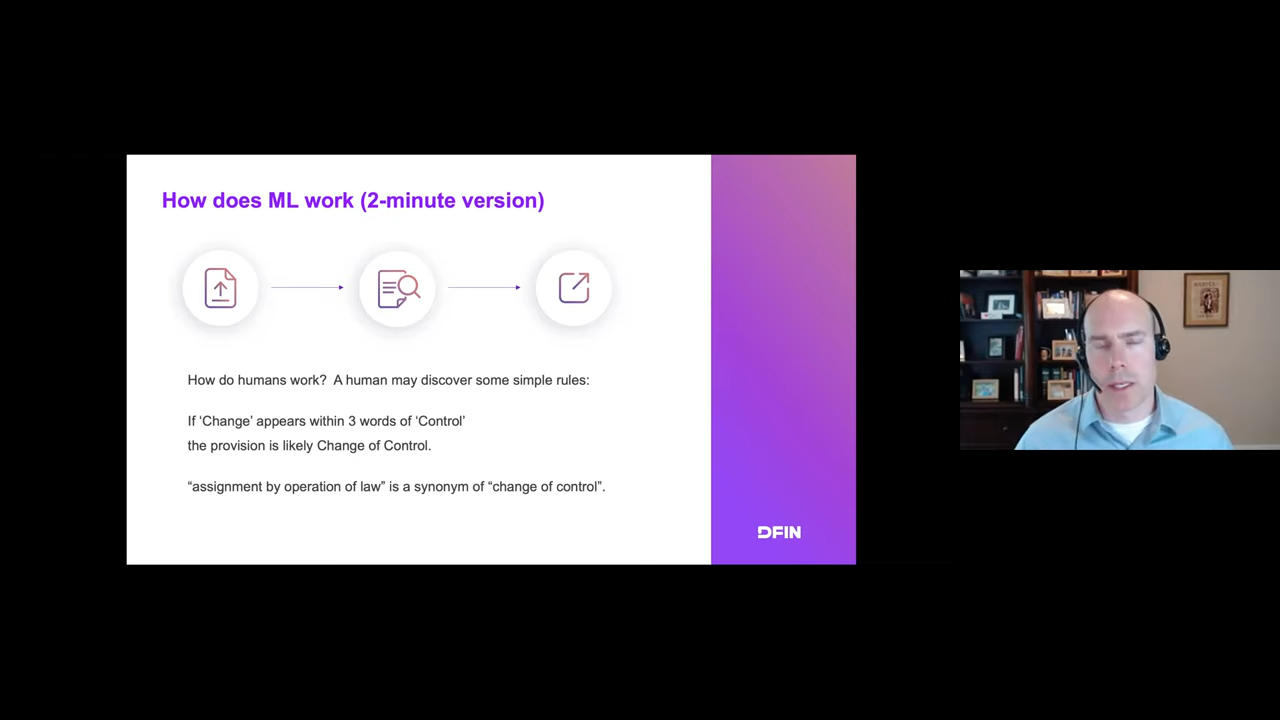 How does ML work (2-minute version)
How do humans work?  A human may discover some simple rules:
If ‘Change’ appears within 3 words of ‘Control’
the provision is likely Change of Control.
“assignment by operation of law” is a synonym of “change of control”.
DFIN